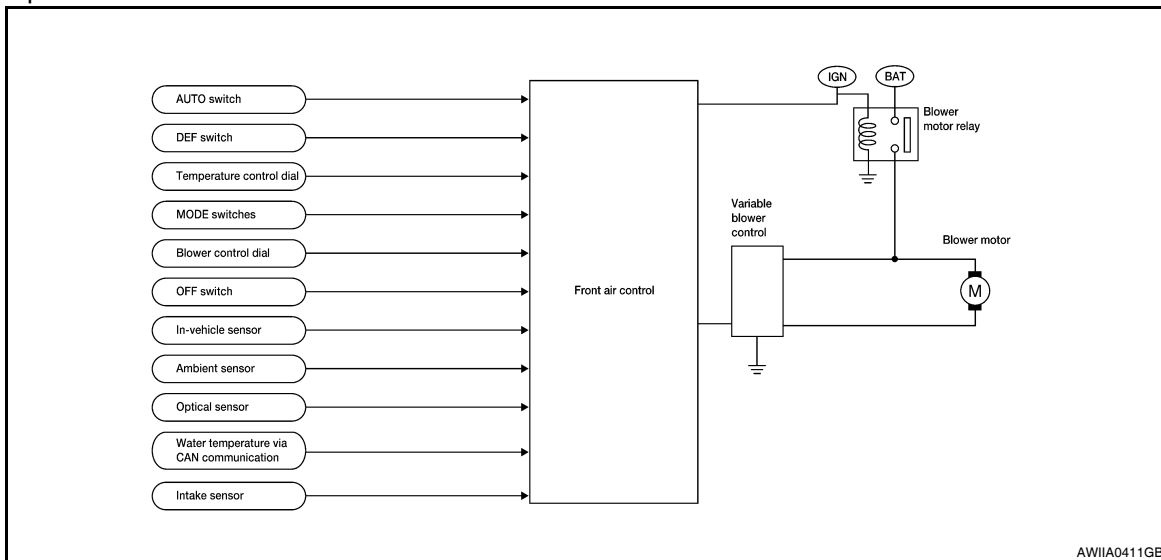 AUTO switch
DEF switch
Temperature control dial
MODE switches
Blower control dial
OFF switch
In-vehicle sensor
Ambient sensor
Optical sensor
Water temperature via
CAN communication
Intake sensor
Front air control
IGN
BAT
Blower
motor relay
Variable
blower
control
Blower motor
M
AWIIA0411GB